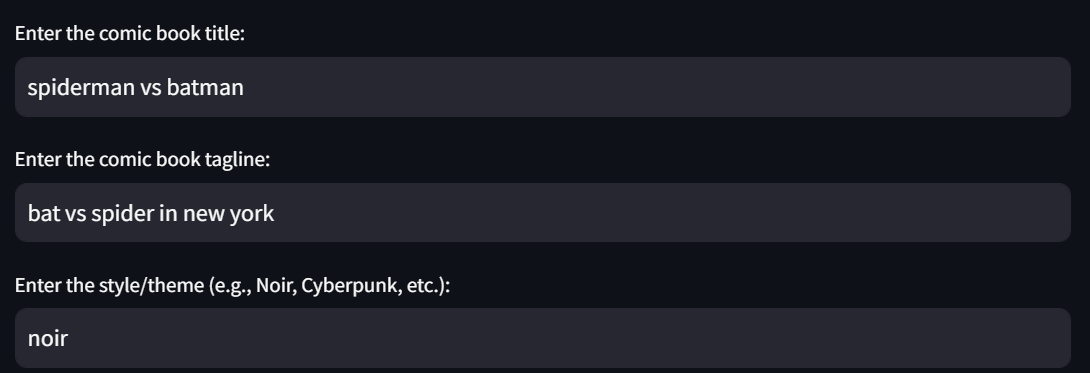 Enter the comic book title:
spiderman vs batman
Enter the comic book tagline:
bat vs spider in new york
Enter the style/theme (e.g., Noir, Cyberpunk, etc.):
noir